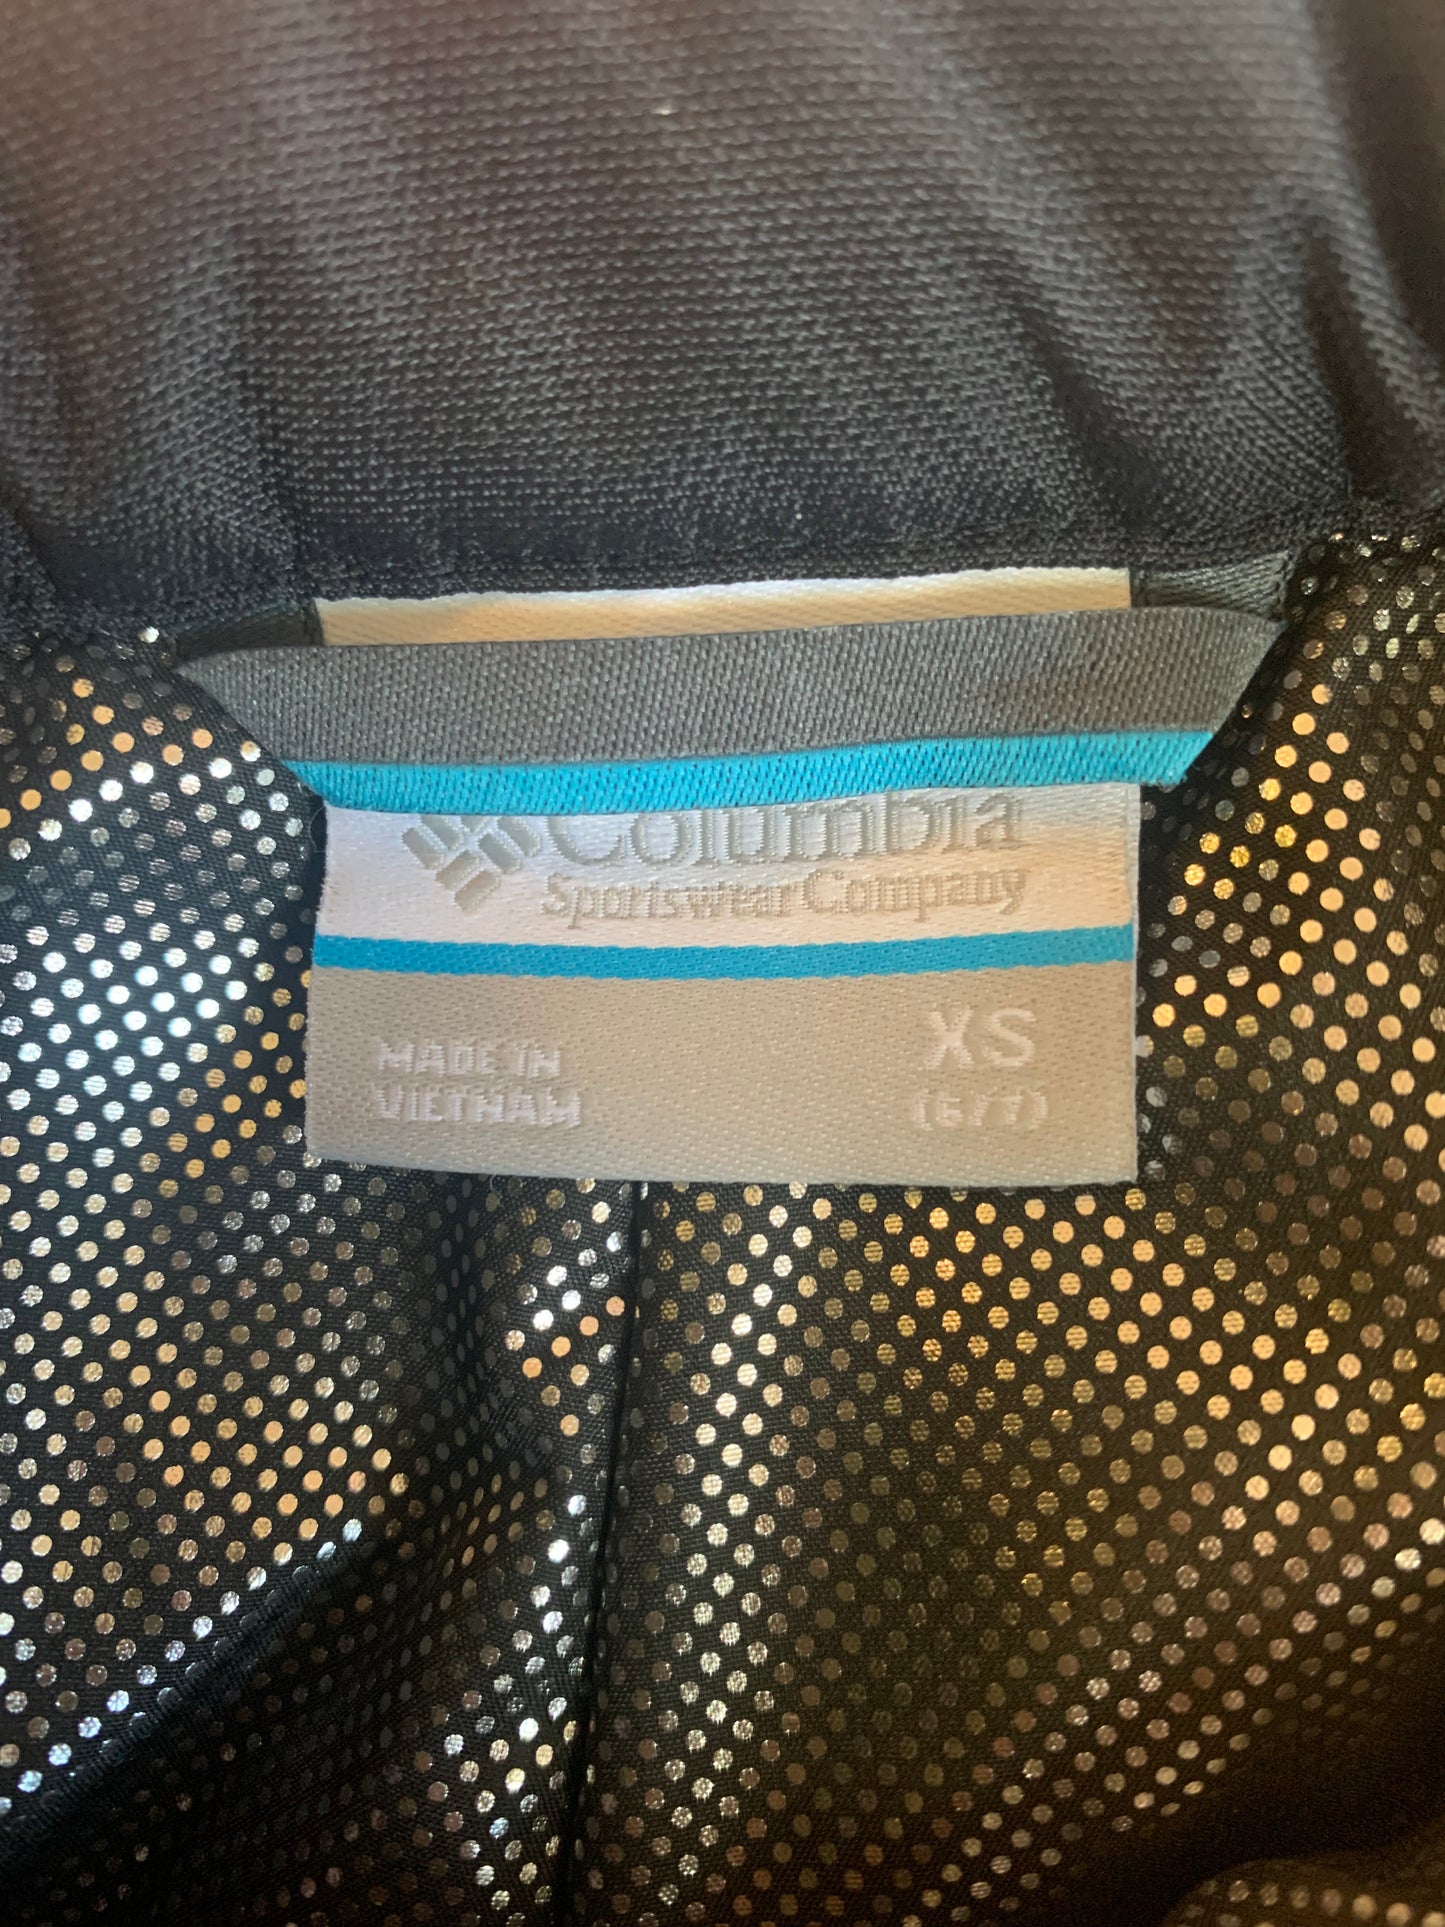 Columbia
Sportswear Company
MADE IN
VIETNAM
XS
(6/7)